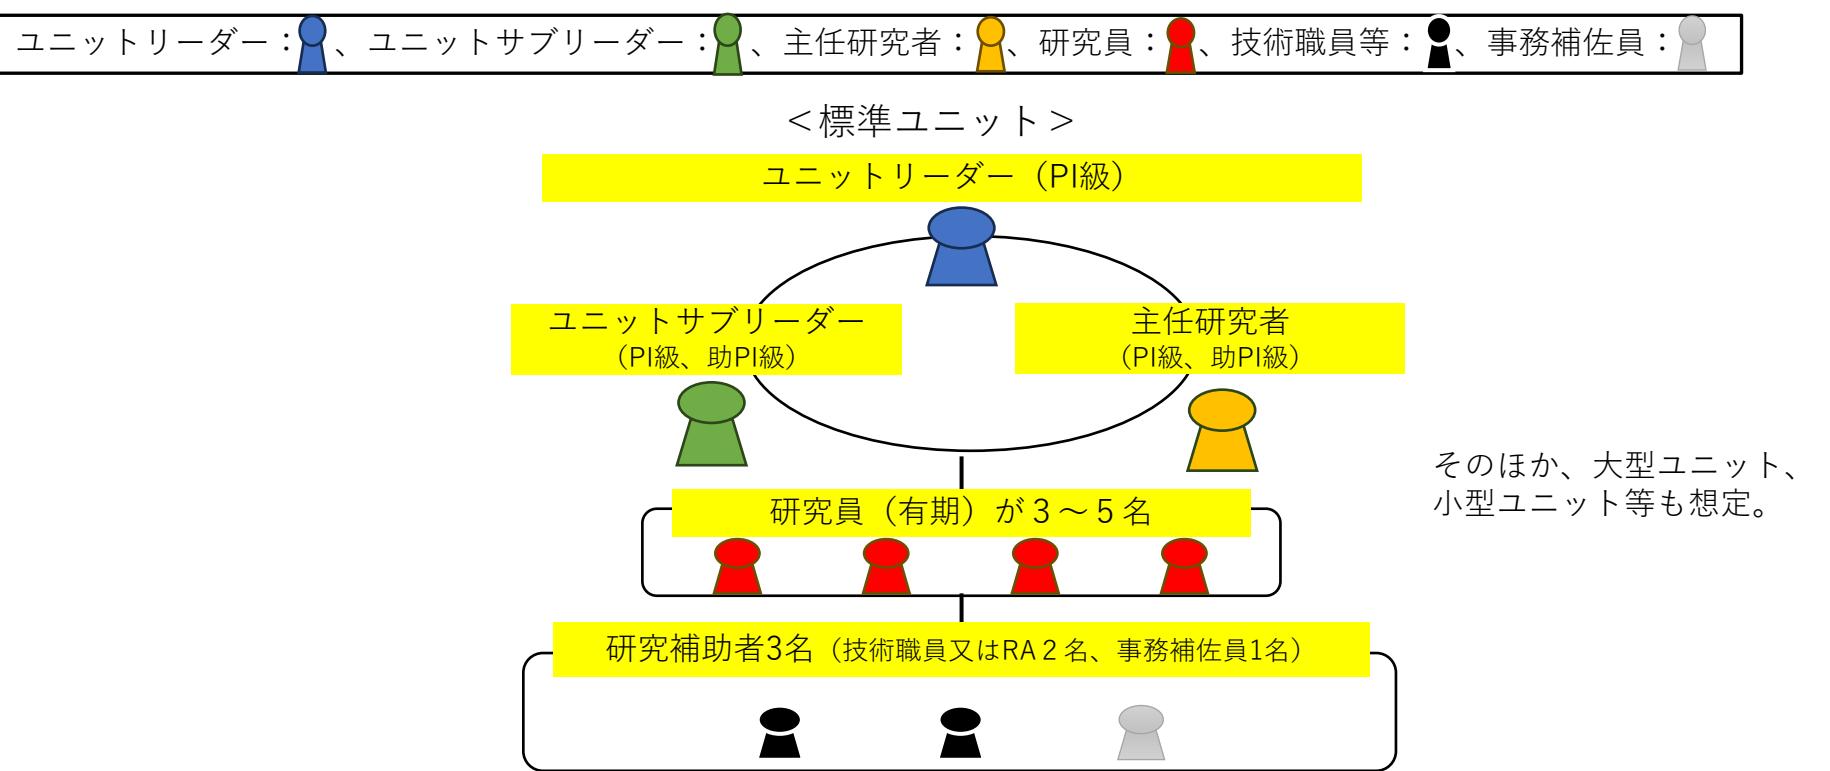 ユニットリーダー：、ユニットサブリーダー：、主任研究者：、研究員：、技術職員等：、事務補佐員：
＜標準ユニット＞
ユニットリーダー（PI級）
ユニットサブリーダー
（PI級、助PI級）
主任研究者
（PI級、助PI級）
そのほか、大型ユニット、
小型ユニット等も想定。
研究員（有期）が３～５名
研究補助者3名（技術職員又はRA２名、事務補佐員1名）